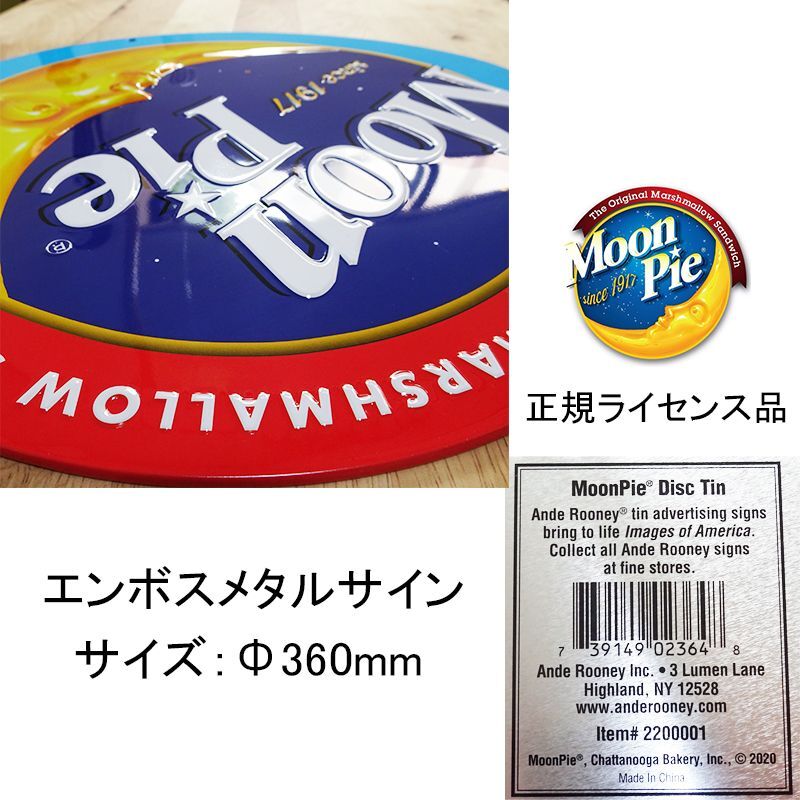 Moon
Pie
since 1917
®
MARSHMALLOW
The Original Marshmallow Sandwich
Moon
Pie
since 1917
正規ライセンス品
エンボスメタルサイン
サイズ：Φ360mm
MoonPie® Disc Tin
Ande Rooney® tin advertising signs
bring to life Images of America.
Collect all Ande Rooney signs
at fine stores.
7 39149 02364 8
Ande Rooney Inc. • 3 Lumen Lane
Highland, NY 12528
www.anderooney.com
Item# 2200001
MoonPie®, Chattanooga Bakery, Inc., © 2020
Made In China